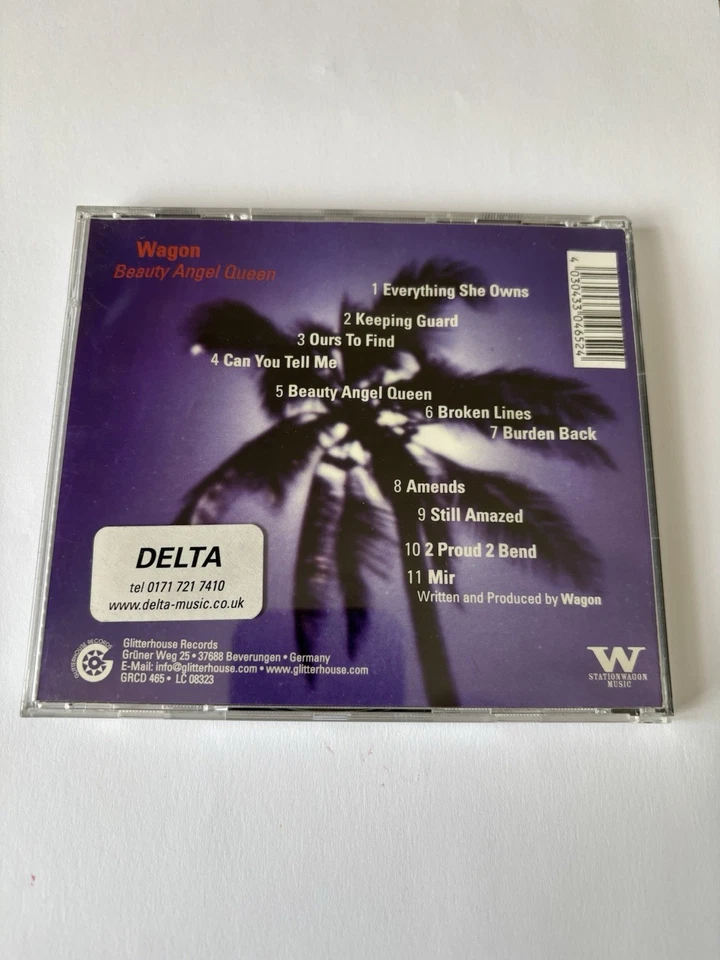 Wagon
Beauty Angel Queen
1 Everything She Owns
2 Keeping Guard
3 Ours To Find
4 Can You Tell Me
5 Beauty Angel Queen
6 Broken Lines
7 Burden Back
8 Amends
9 Still Amazed
10 2 Proud 2 Bend
11 Mir
Written and Produced by Wagon
4 030433 046524
DELTA
tel 0171 721 7410
www.delta-music.co.uk
GLITTERHOUSE RECORDS
Glitterhouse Records
Grüner Weg 25 • 37688 Beverungen • Germany
E-Mail: info@glitterhouse.com • www.glitterhouse.com
GRCD 465 • LC 08323
W
STATIONWAGON
MUSIC